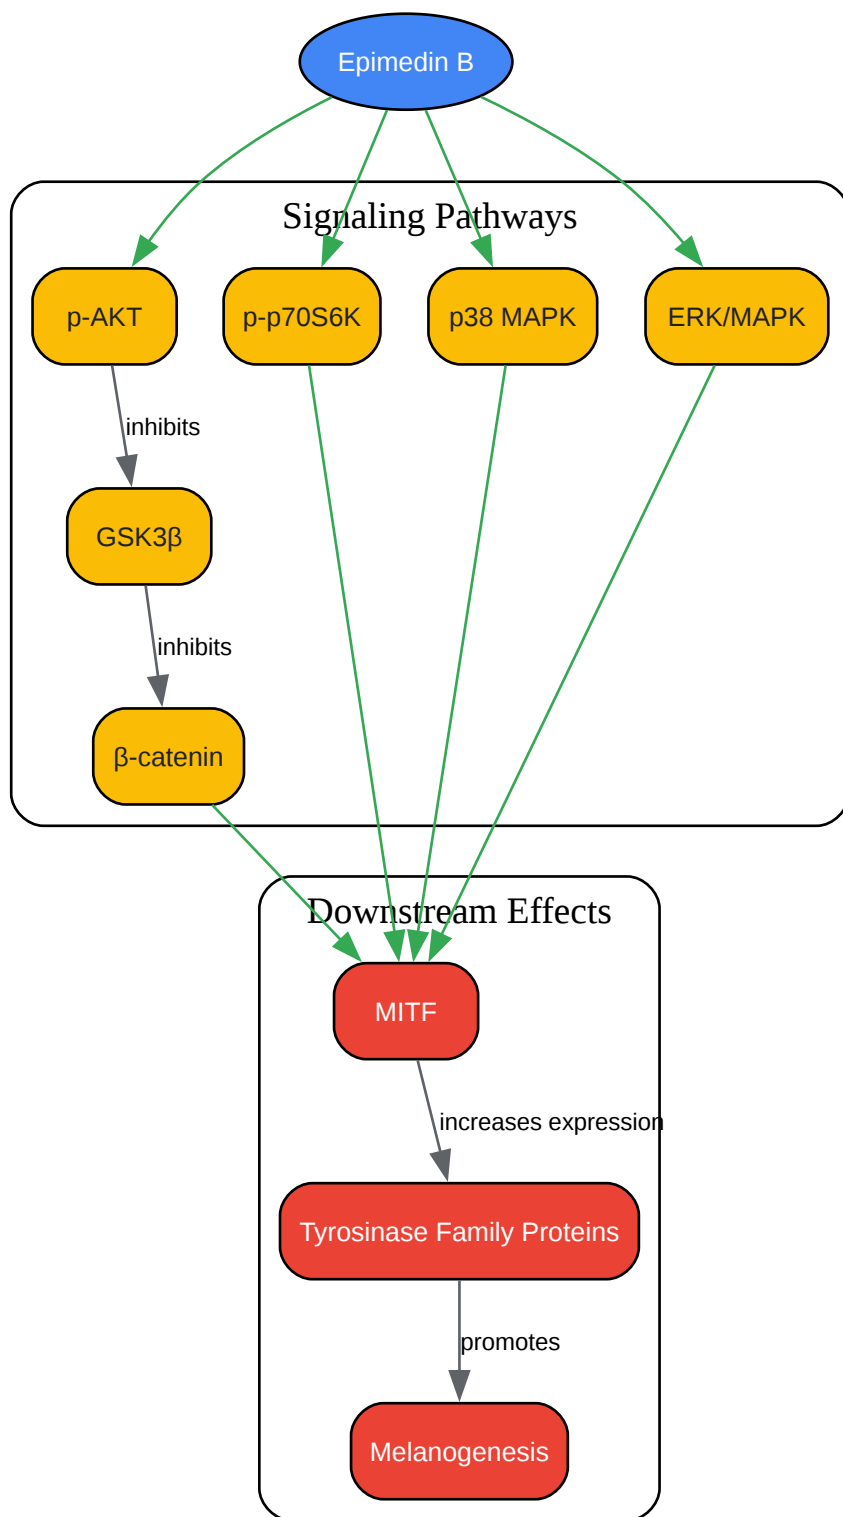 Epimedin B
Signaling Pathways
p-AKT
p-p70S6K
p38 MAPK
ERK/MAPK
inhibits
GSK3β
inhibits
β-catenin
Downstream Effects
MITF
increases expression
Tyrosinase Family Proteins
promotes
Melanogenesis